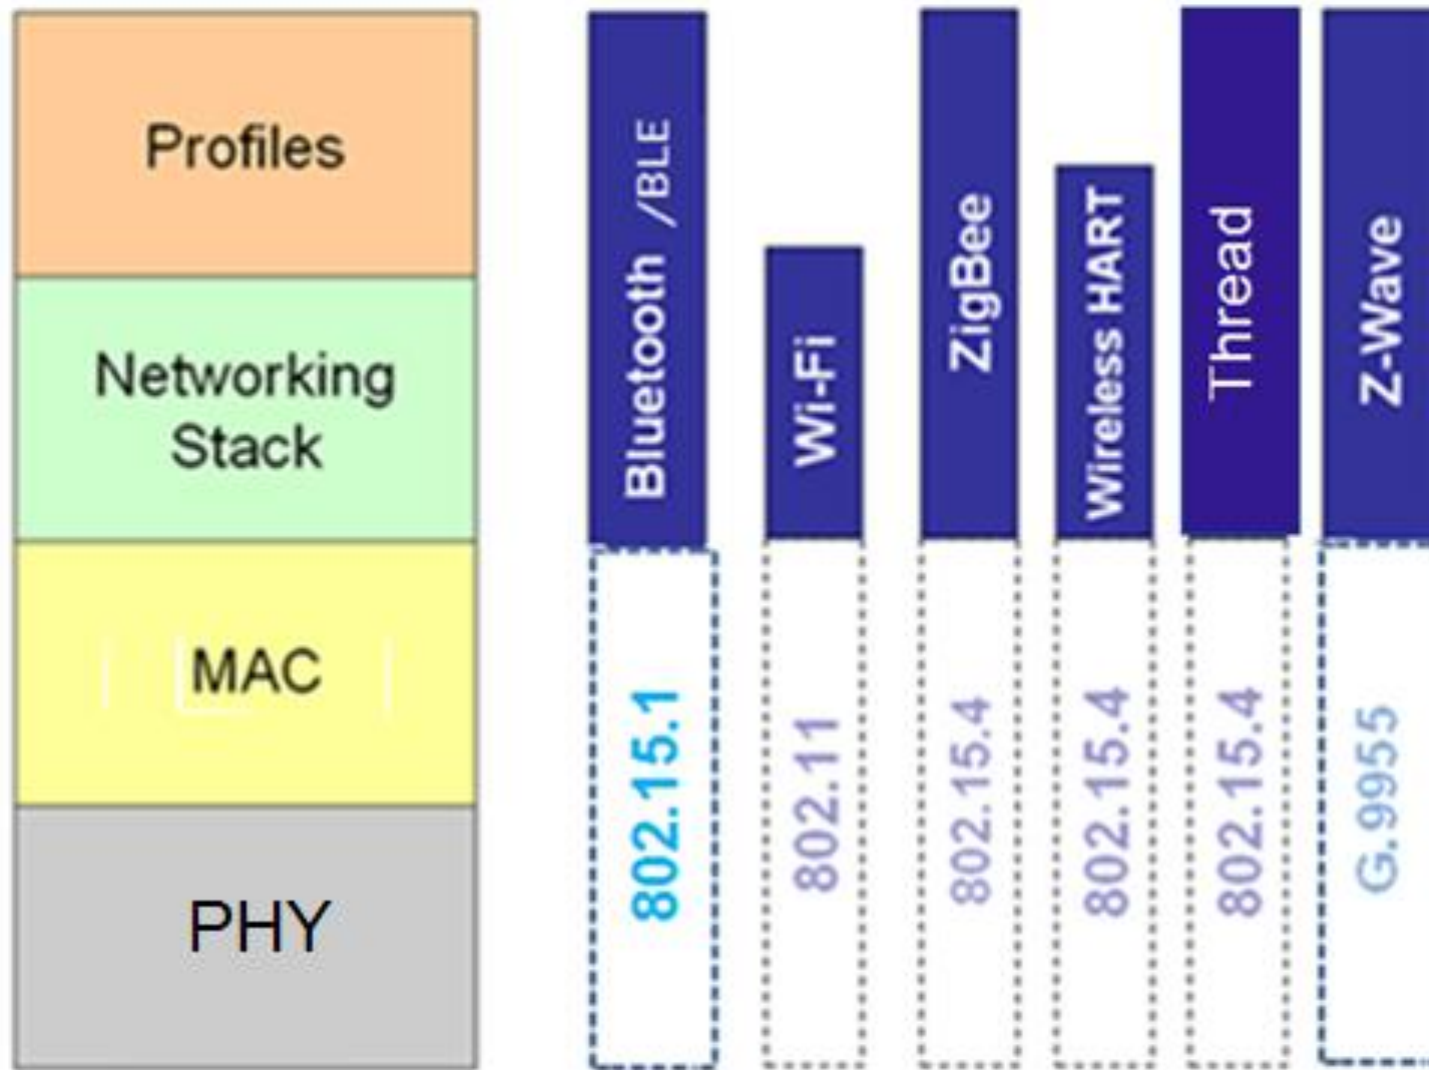 Profiles
Networking
Stack
MAC
PHY
Bluetooth /BLE
Wi-Fi
ZigBee
Wireless HART
Thread
Z-Wave
802.15.1
802.11
802.15.4
802.15.4
802.15.4
G.9955